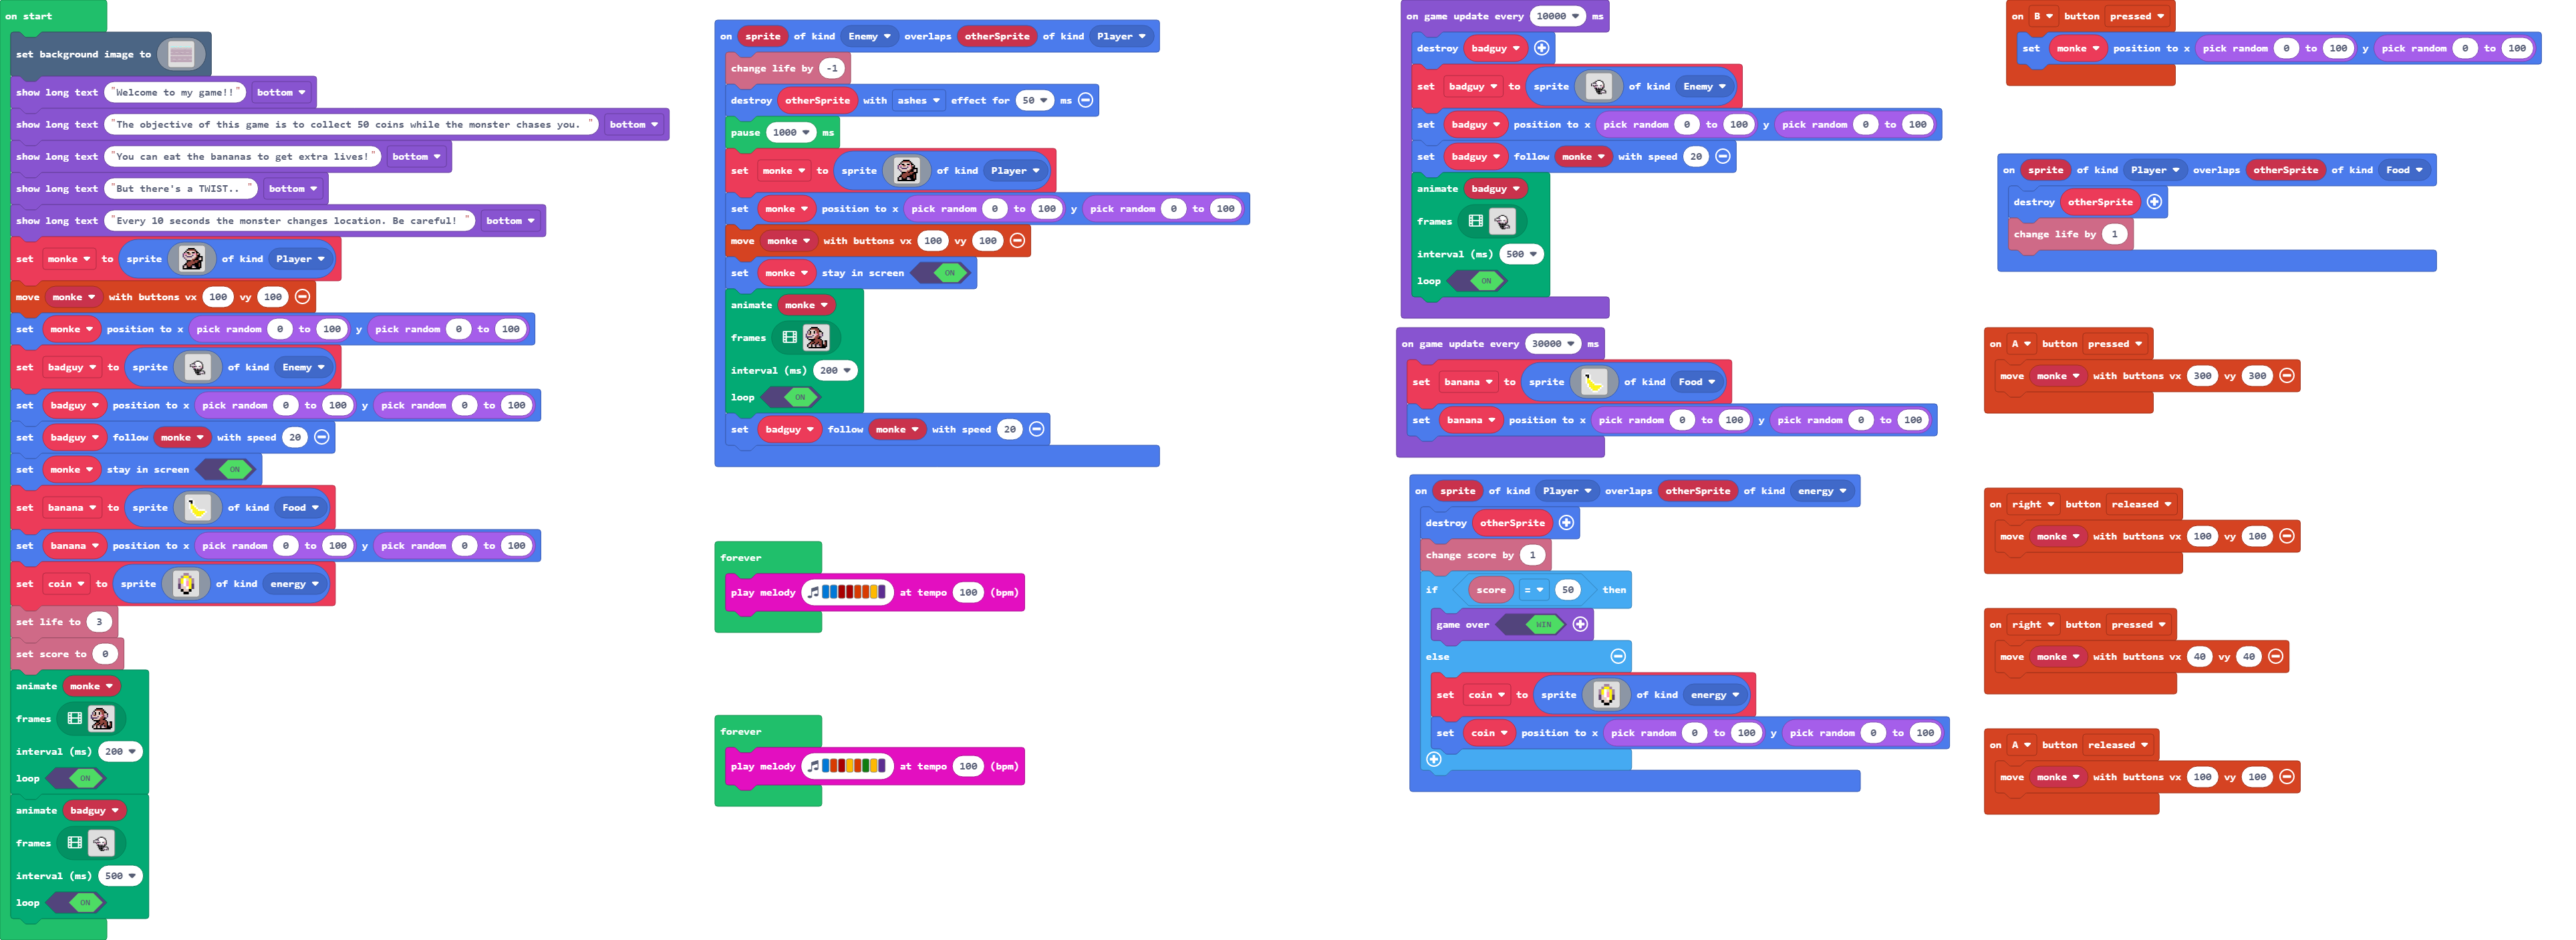 on start
set background image to
show long text "Welcome to my game!!" bottom
show long text "The objective of this game is to collect 50 coins while the monster chases you. " bottom
show long text "You can eat the bananas to get extra lives!" bottom
show long text "But there's a TWIST.. " bottom
show long text "Every 10 seconds the monster changes location. Be careful! " bottom
set monke to sprite of kind Player
move monke with buttons vx 100 vy 100
set monke position to x pick random 0 to 100 y pick random 0 to 100
set badguy to sprite of kind Enemy
set badguy position to x pick random 0 to 100 y pick random 0 to 100
set badguy follow monke with speed 20
set monke stay in screen ON
set banana to sprite of kind Food
set banana position to x pick random 0 to 100 y pick random 0 to 100
set coin to sprite of kind energy
set life to 3
set score to 0
animate monke
frames
interval (ms) 200
loop ON
animate badguy
frames
interval (ms) 500
loop ON
on sprite of kind Enemy overlaps otherSprite of kind Player
change life by -1
destroy otherSprite with ashes effect for 50 ms
pause 1000 ms
set monke to sprite of kind Player
set monke position to x pick random 0 to 100 y pick random 0 to 100
move monke with buttons vx 100 vy 100
set monke stay in screen ON
animate monke
frames
interval (ms) 200
loop ON
set badguy follow monke with speed 20
forever
play melody at tempo 100 (bpm)
forever
play melody at tempo 100 (bpm)
on game update every 10000 ms
destroy badguy
set badguy to sprite of kind Enemy
set badguy position to x pick random 0 to 100 y pick random 0 to 100
set badguy follow monke with speed 20
animate badguy
frames
interval (ms) 500
loop ON
on game update every 30000 ms
set banana to sprite of kind Food
set banana position to x pick random 0 to 100 y pick random 0 to 100
on sprite of kind Player overlaps otherSprite of kind energy
destroy otherSprite
change score by 1
if score = 50 then
game over WIN
else
set coin to sprite of kind energy
set coin position to x pick random 0 to 100 y pick random 0 to 100
on B button pressed
set monke position to x pick random 0 to 100 y pick random 0 to 100
on sprite of kind Player overlaps otherSprite of kind Food
destroy otherSprite
change life by 1
on A button pressed
move monke with buttons vx 300 vy 300
on right button released
move monke with buttons vx 100 vy 100
on right button pressed
move monke with buttons vx 40 vy 40
on A button released
move monke with buttons vx 100 vy 100